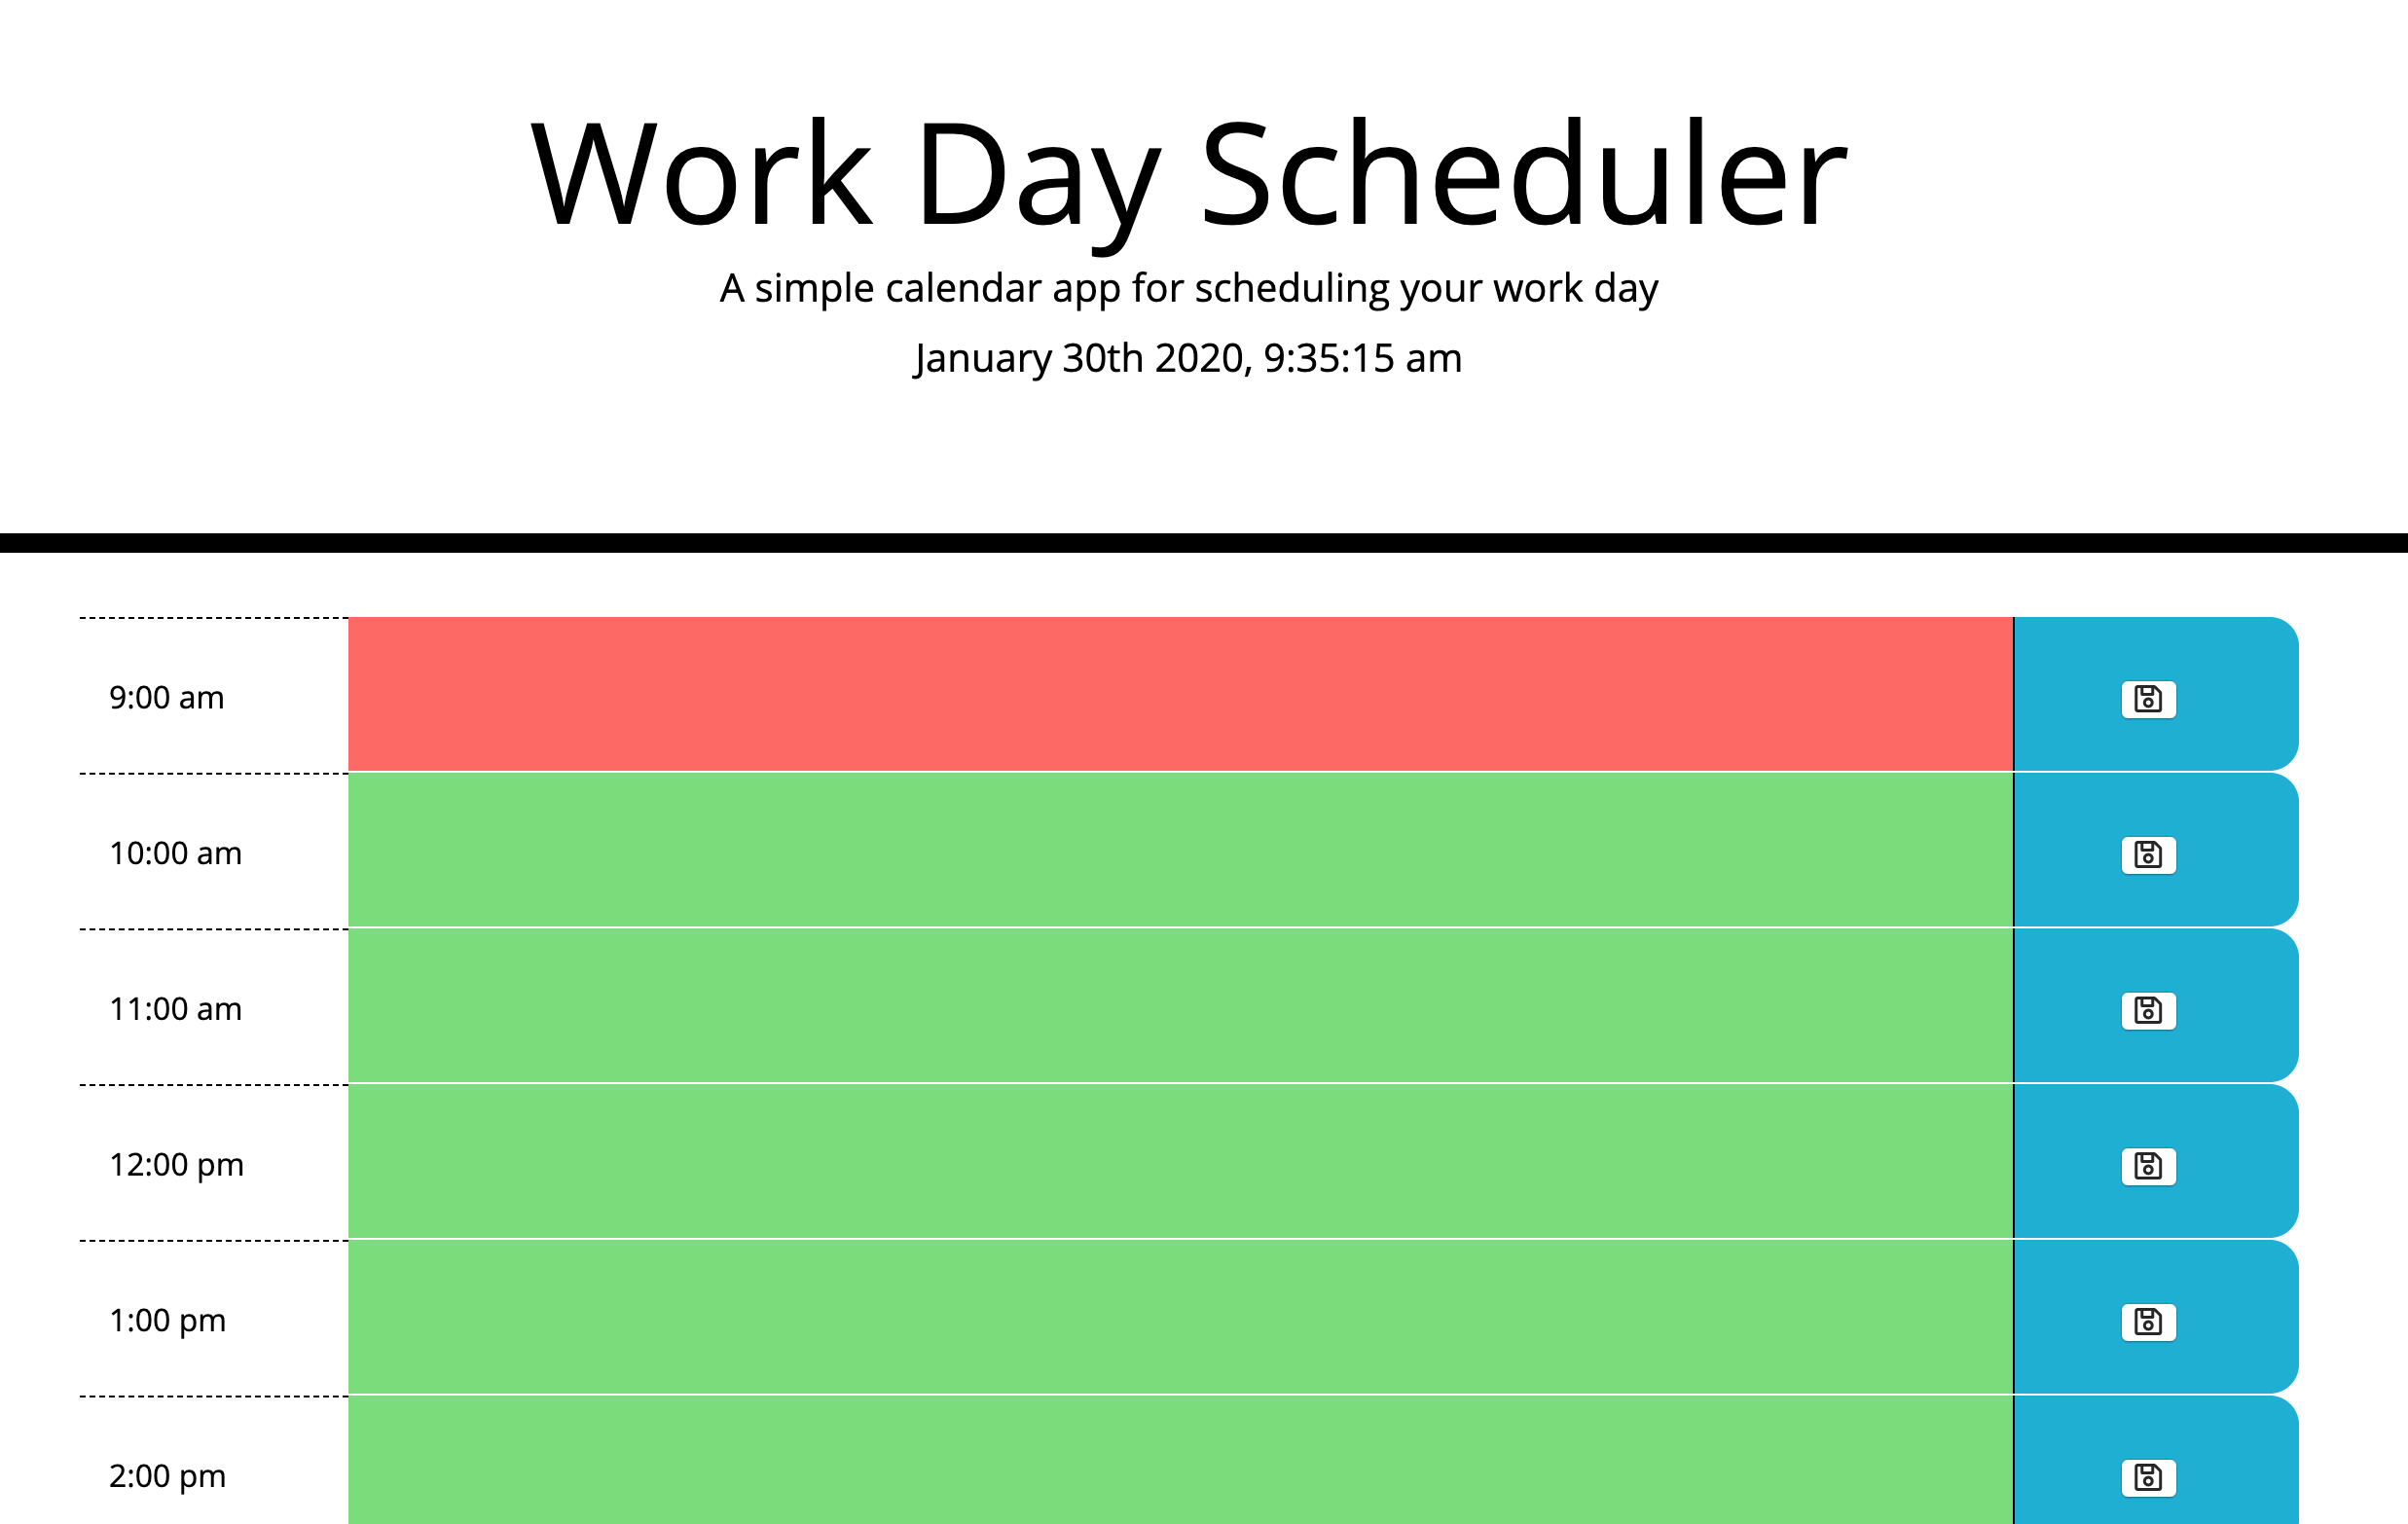 Work Day Scheduler
A simple calendar app for scheduling your work day
January 30th 2020, 9:35:15 am
9:00 am
10:00 am
11:00 am
12:00 pm
1:00 pm
2:00 pm